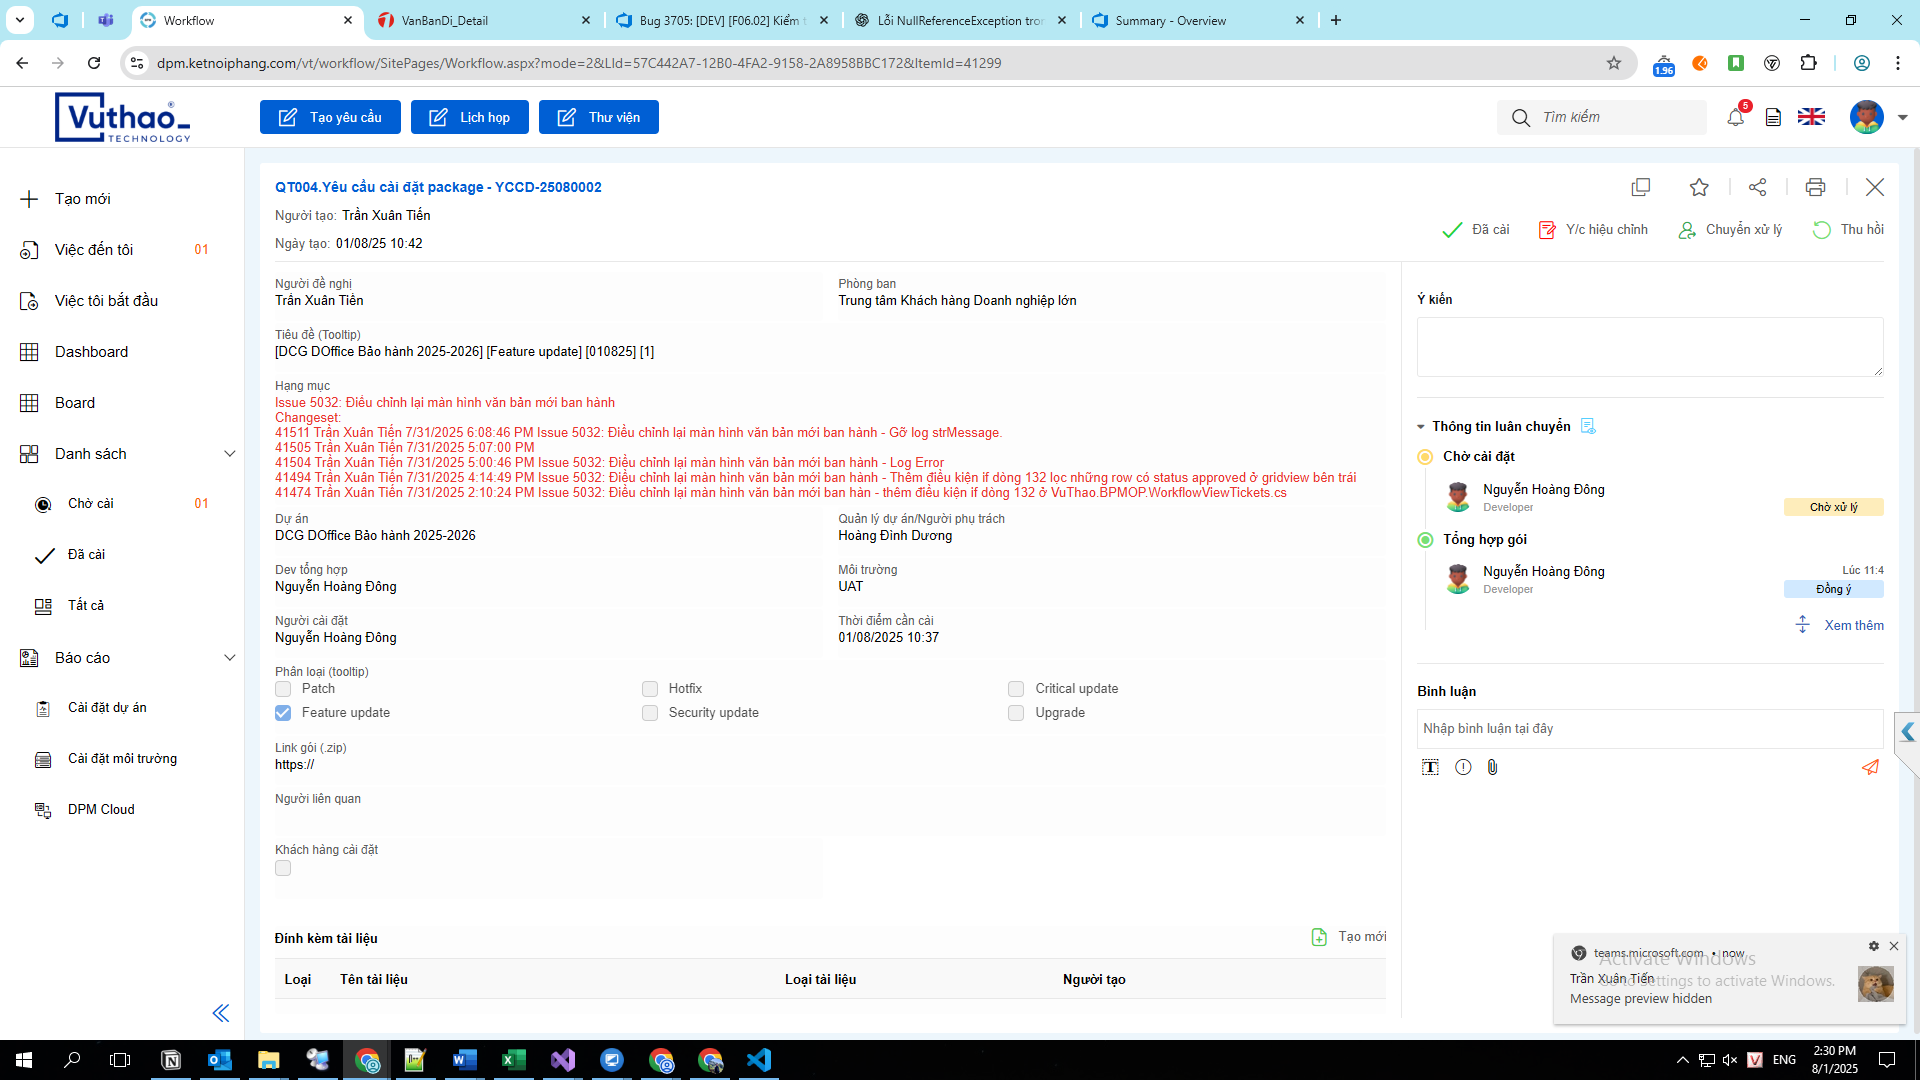 Workflow
VanBanDi_Detail
Bug 3705: [DEV] [F06.02] Kiểm t
Lỗi NullReferenceException tron
Summary - Overview
dpm.ketnoiphang.com/vt/workflow/SitePages/Workflow.aspx?mode=2&LId=57C442A7-12B0-4FA2-9158-2A8958BBC172&ItemId=41299
1.96
Vuthao_
TECHNOLOGY
Tạo yêu cầu
Lịch họp
Thư viện
Tìm kiếm
5
Tạo mới
Việc đến tôi
01
Việc tôi bắt đầu
Dashboard
Board
Danh sách
Chờ cài
01
Đã cài
Tất cả
Báo cáo
Cài đặt dự án
Cài đặt môi trường
DPM Cloud
QT004.Yêu cầu cài đặt package - YCCD-25080002
Người tạo: Trần Xuân Tiến
Ngày tạo: 01/08/25 10:42
Đã cài
Y/c hiệu chỉnh
Chuyển xử lý
Thu hồi
Người đề nghị
Trần Xuân Tiến
Phòng ban
Trung tâm Khách hàng Doanh nghiệp lớn
Tiêu đề (Tooltip)
[DCG DOffice Bảo hành 2025-2026] [Feature update] [010825] [1]
Hạng mục
Issue 5032: Điều chỉnh lại màn hình văn bản mới ban hành
Changeset:
41511 Trần Xuân Tiến 7/31/2025 6:08:46 PM Issue 5032: Điều chỉnh lại màn hình văn bản mới ban hành - Gỡ log strMessage.
41505 Trần Xuân Tiến 7/31/2025 5:07:00 PM
41504 Trần Xuân Tiến 7/31/2025 5:00:46 PM Issue 5032: Điều chỉnh lại màn hình văn bản mới ban hành - Log Error
41494 Trần Xuân Tiến 7/31/2025 4:14:49 PM Issue 5032: Điều chỉnh lại màn hình văn bản mới ban hành - Thêm điều kiện if dòng 132 lọc những row có status approved ở gridview bên trái
41474 Trần Xuân Tiến 7/31/2025 2:10:24 PM Issue 5032: Điều chỉnh lại màn hình văn bản mới ban hàn - thêm điều kiện if dòng 132 ở VuThao.BPMOP.WorkflowViewTickets.cs
Dự án
DCG DOffice Bảo hành 2025-2026
Quản lý dự án/Người phụ trách
Hoàng Đình Dương
Dev tổng hợp
Nguyễn Hoàng Đông
Môi trường
UAT
Người cài đặt
Nguyễn Hoàng Đông
Thời điểm cần cài
01/08/2025 10:37
Phân loại (tooltip)
Patch
Hotfix
Critical update
Feature update
Security update
Upgrade
Link gói (.zip)
https://
Người liên quan
Khách hàng cài đặt
Đính kèm tài liệu
Tạo mới
Loại
Tên tài liệu
Loại tài liệu
Người tạo
Ý kiến
Thông tin luân chuyển
Chờ cài đặt
Nguyễn Hoàng Đông
Developer
Chờ xử lý
Tổng hợp gói
Nguyễn Hoàng Đông
Lúc 11:4
Developer
Đồng ý
Xem thêm
Bình luận
Nhập bình luận tại đây
teams.microsoft.com • now
Trần Xuân Tiến
Message preview hidden
Activate Windows
Go to Settings to activate Windows.
ENG
2:30 PM
8/1/2025